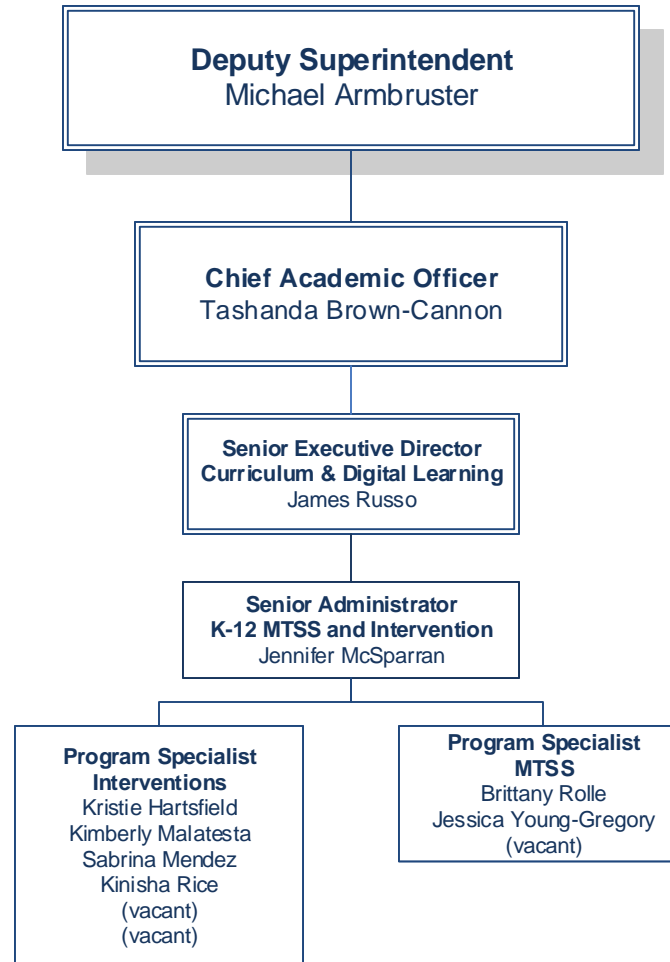 Deputy Superintendent
Michael Armbruster
Chief Academic Officer
Tashanda Brown-Cannon
Senior Executive Director
Curriculum & Digital Learning
James Russo
Senior Administrator
K-12 MTSS and Intervention
Jennifer McSparran
Program Specialist
Interventions
Kristie Hartsfield
Kimberly Malatesta
Sabrina Mendez
Kinisha Rice
(vacant)
(vacant)
Program Specialist
MTSS
Brittany Rolle
Jessica Young-Gregory
(vacant)